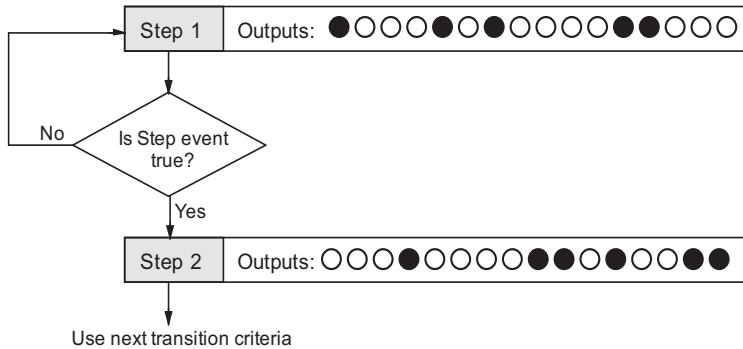 Step 1 Outputs:
No
Is Step event
true?
Yes
Step 2 Outputs:
Use next transition criteria